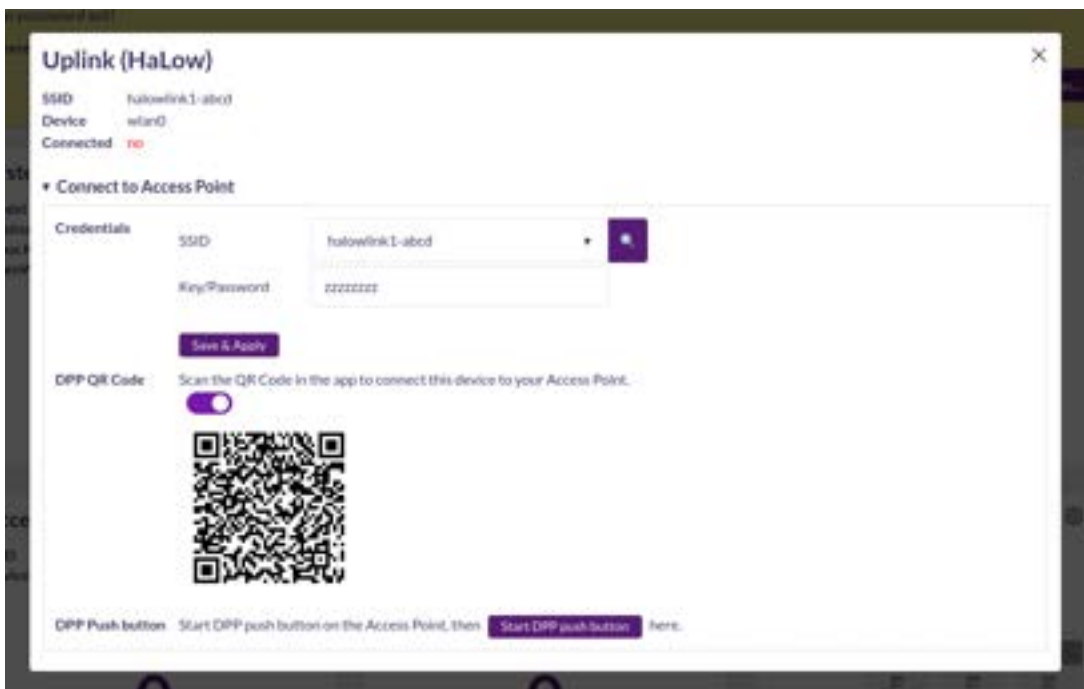 Uplink (HaLow)
SSID halowlink1-abcd
Device wlan0
Connected no
▾ Connect to Access Point
Credentials
SSID halowlink1-abcd
Key/Password zzzzzzzz
Save & Apply
DPP QR Code Scan the QR Code in the app to connect this device to your Access Point.
DPP Push button Start DPP push button on the Access Point, then Start DPP push button here.